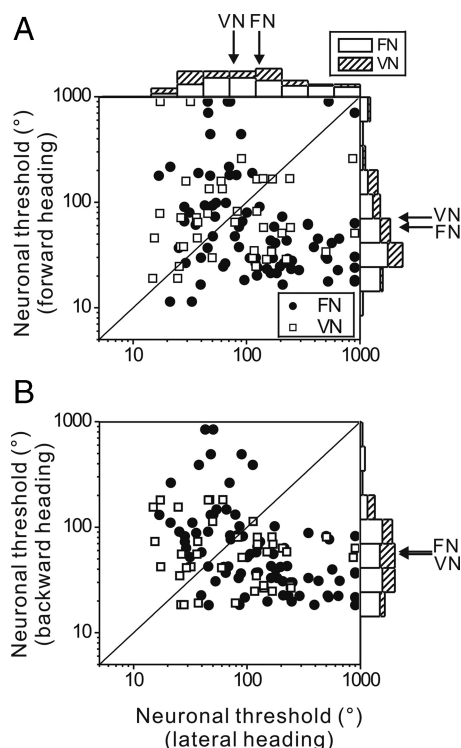 A
VN FN
FN
VN
1000
100
10
Neuronal threshold (°)
(forward heading)
VN
FN
FN
VN
10 100 1000
B
1000
100
10
Neuronal threshold (°)
(backward heading)
FN
VN
10 100 1000
Neuronal threshold (°)
(lateral heading)